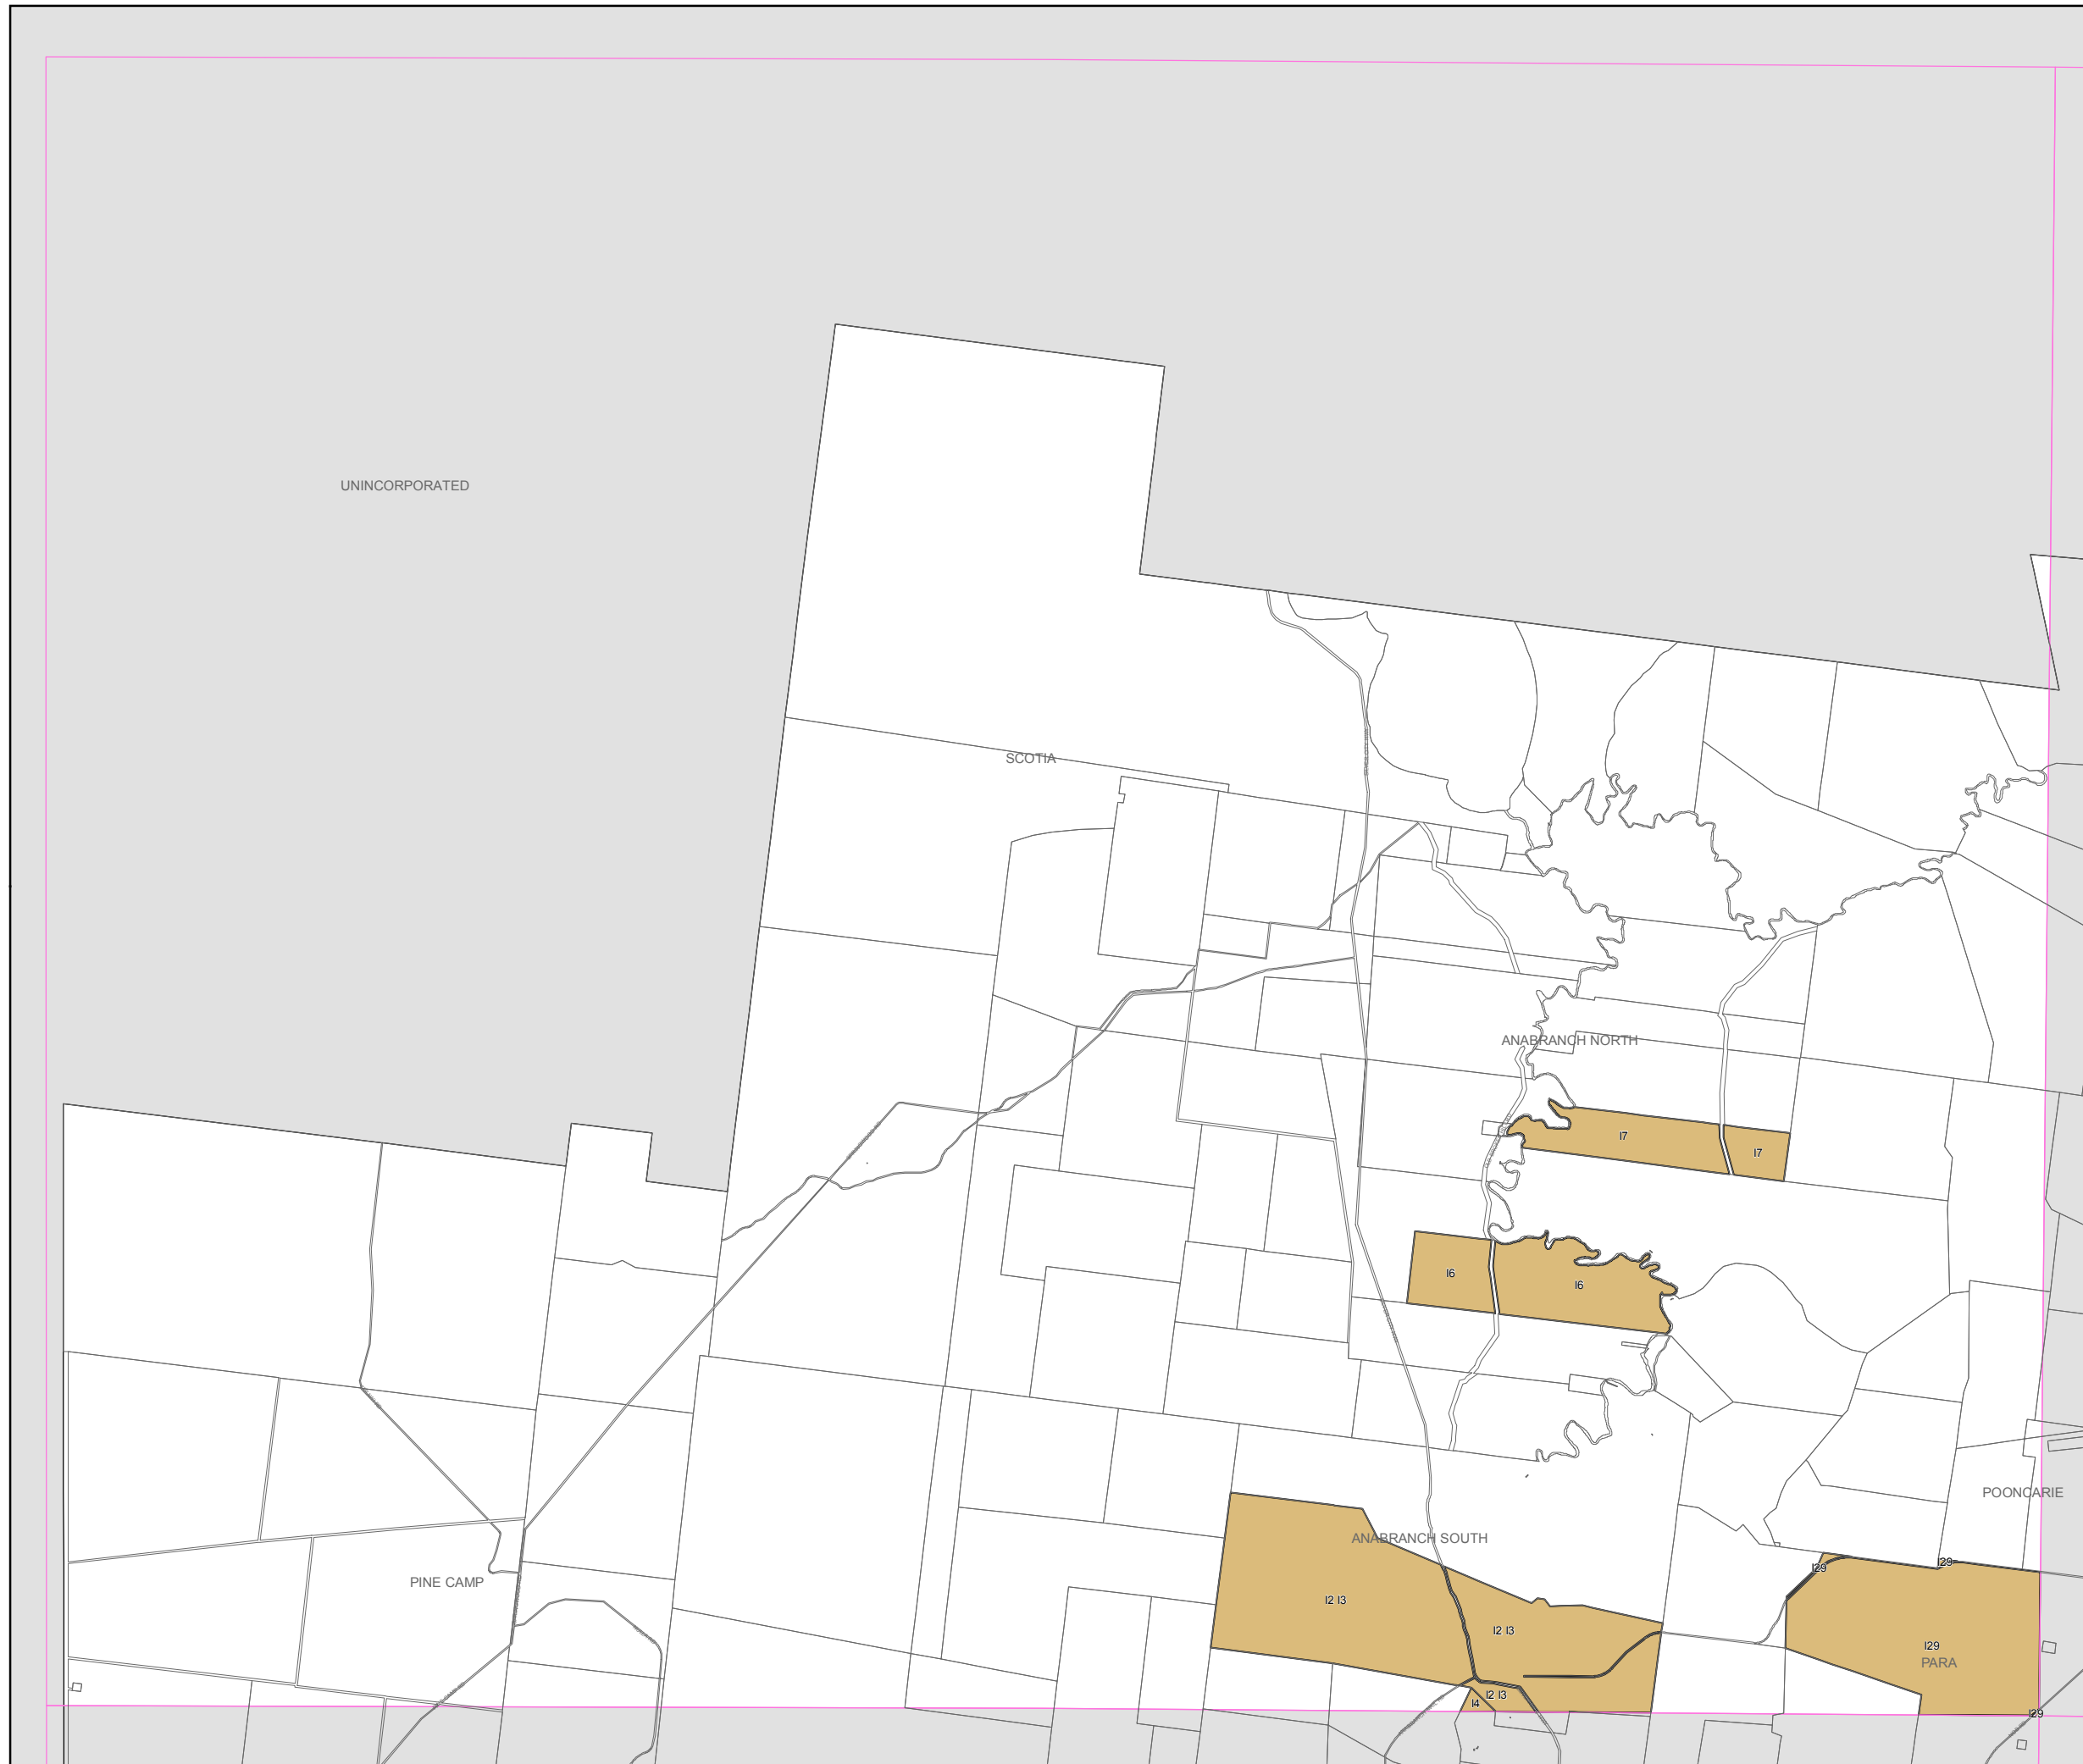 UNINCORPORATED
SCOTIA
ANABRANCH NORTH
I7
I7
I6
I6
POONCARIE
ANABRANCH SOUTH
I29
I29
PINE CAMP
I2 I3
I2 I3
I29
PARA
I2 I3
I4
I29